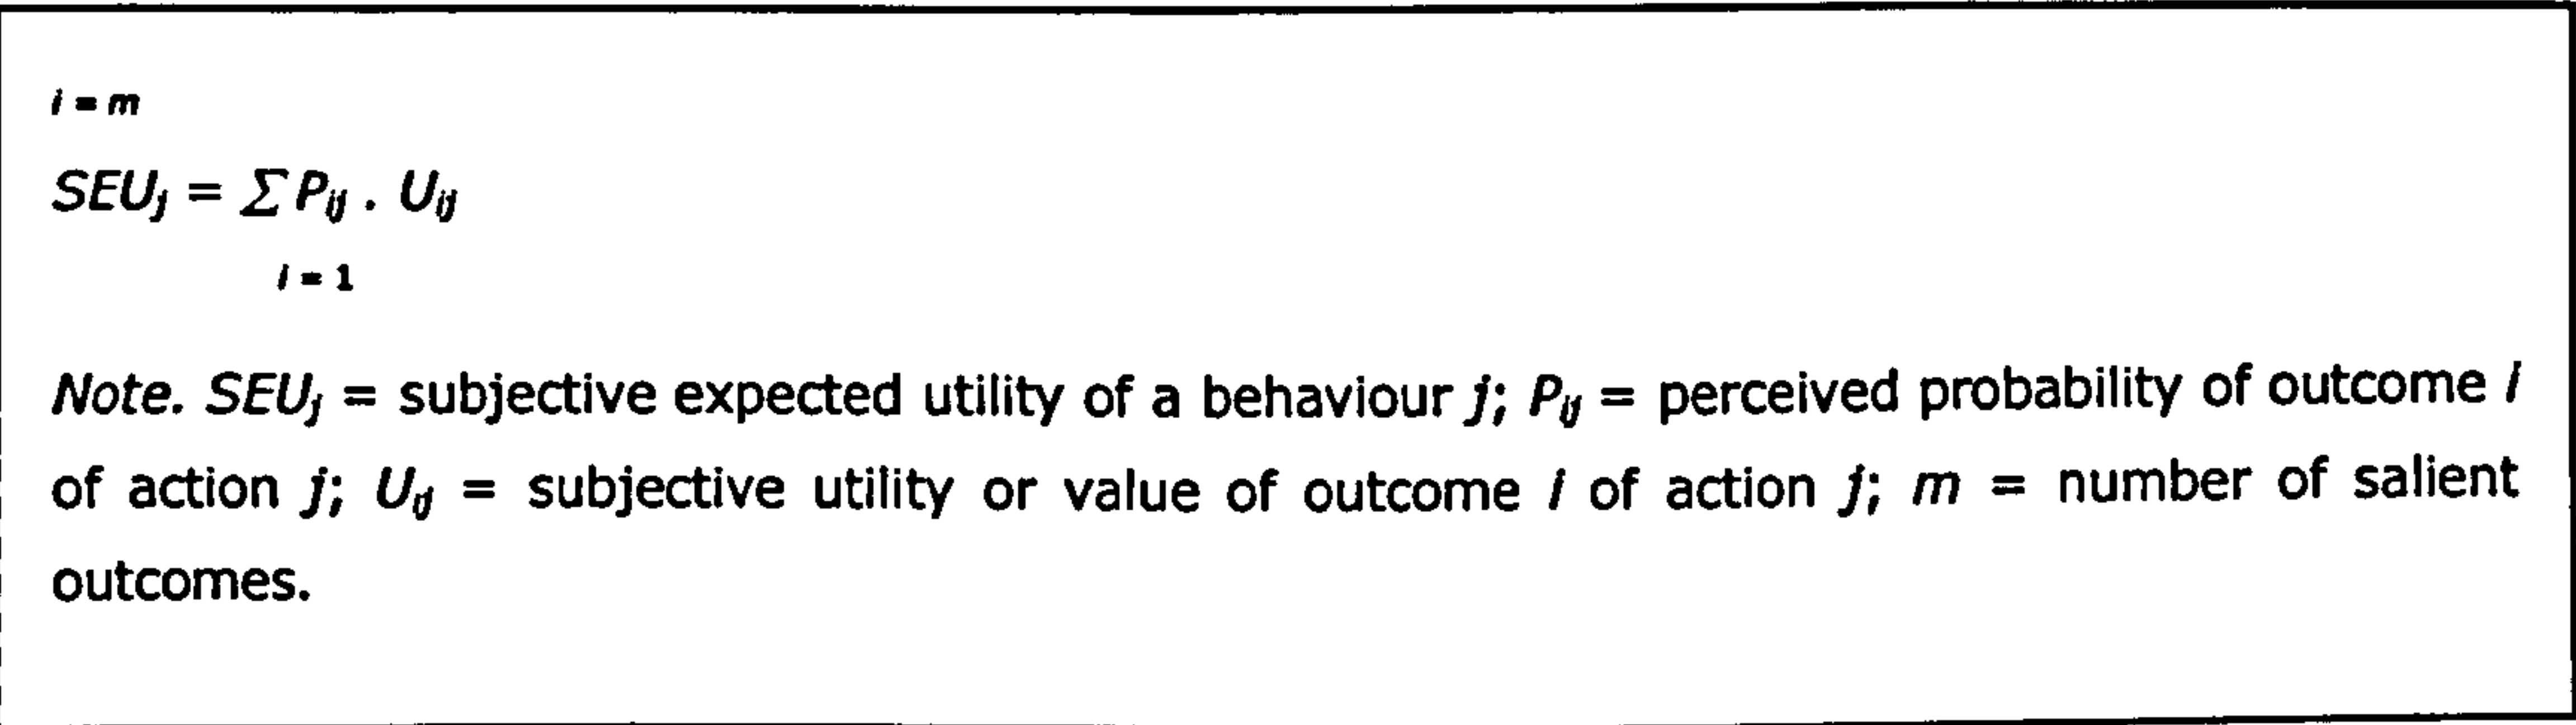 i = m
SEUj = ΣPij . Uij
i = 1
Note. SEUj = subjective expected utility of a behaviour j; Pij = perceived probability of outcome i
of action j; Uij = subjective utility or value of outcome i of action j; m = number of salient
outcomes.